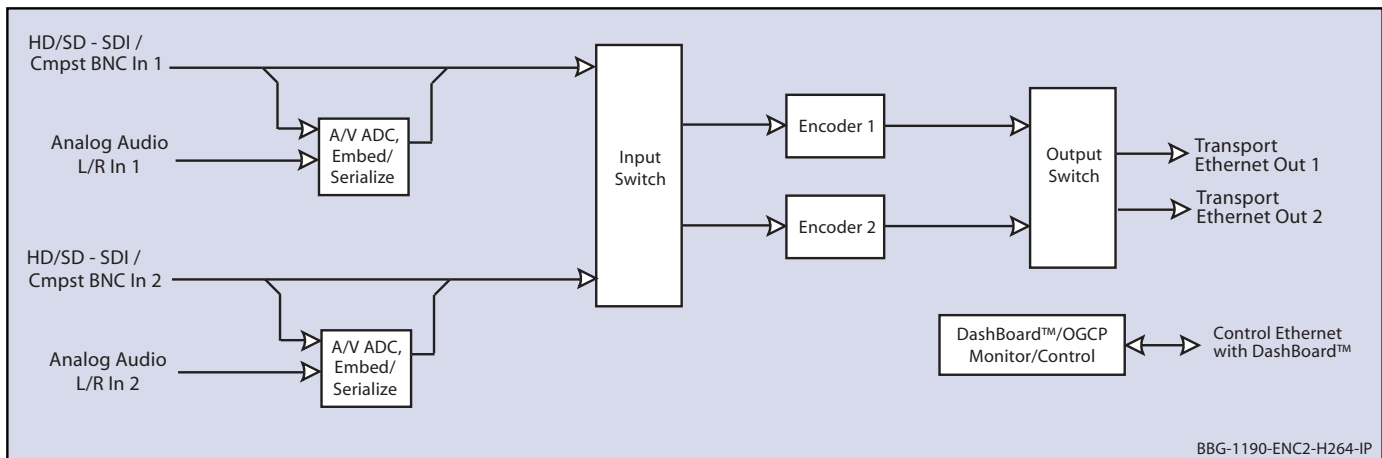 HD/SD - SDI /
Cmpst BNC In 1
Analog Audio
L/R In 1
A/V ADC,
Embed/
Serialize
HD/SD - SDI /
Cmpst BNC In 2
Analog Audio
L/R In 2
A/V ADC,
Embed/
Serialize
Input
Switch
Encoder 1
Encoder 2
Output
Switch
Transport
Ethernet Out 1
Transport
Ethernet Out 2
DashBoard™/OGCP
Monitor/Control
Control Ethernet
with DashBoard™
BBG-1190-ENC2-H264-IP